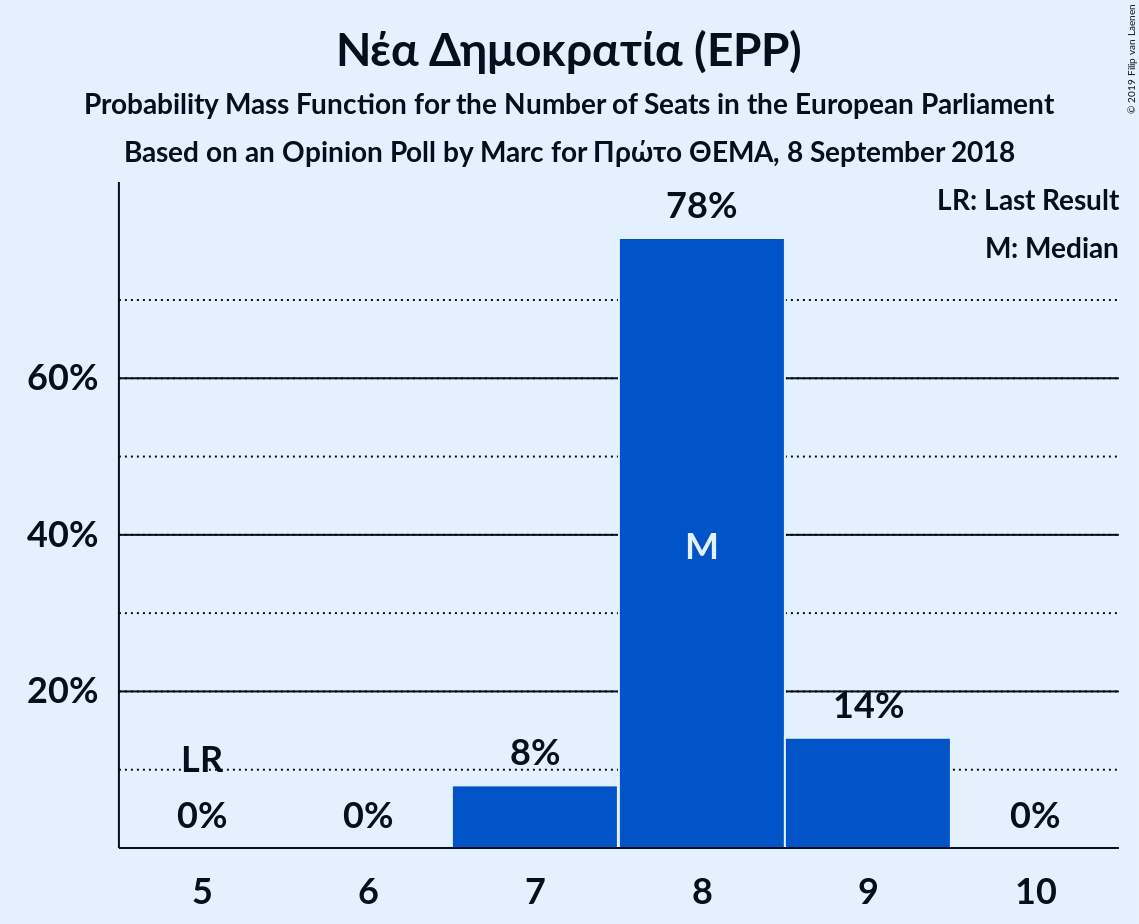 Νέα Δημοκρατία (EPP)
Probability Mass Function for the Number of Seats in the European Parliament
Based on an Opinion Poll by Marc for Πρώτο ΘΕΜΑ, 8 September 2018
© 2019 Filip van Laenen
LR: Last Result
M: Median
78%
60%
40%
M
20%
14%
LR
8%
0%
0%
0%
5
6
7
8
9
10